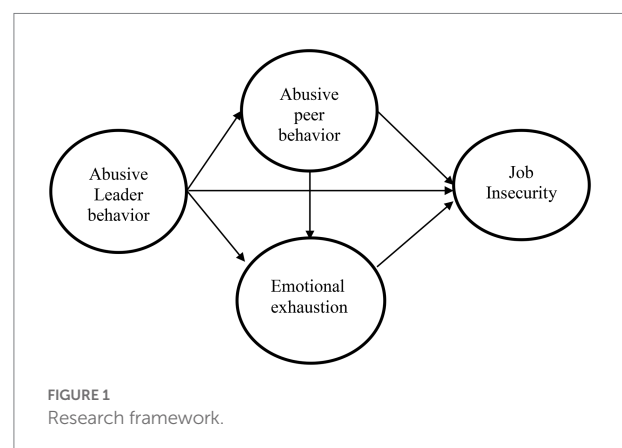 Abusive
peer
behavior
Abusive
Leader
behavior
Job
Insecurity
Emotional
exhaustion
FIGURE 1
Research framework.